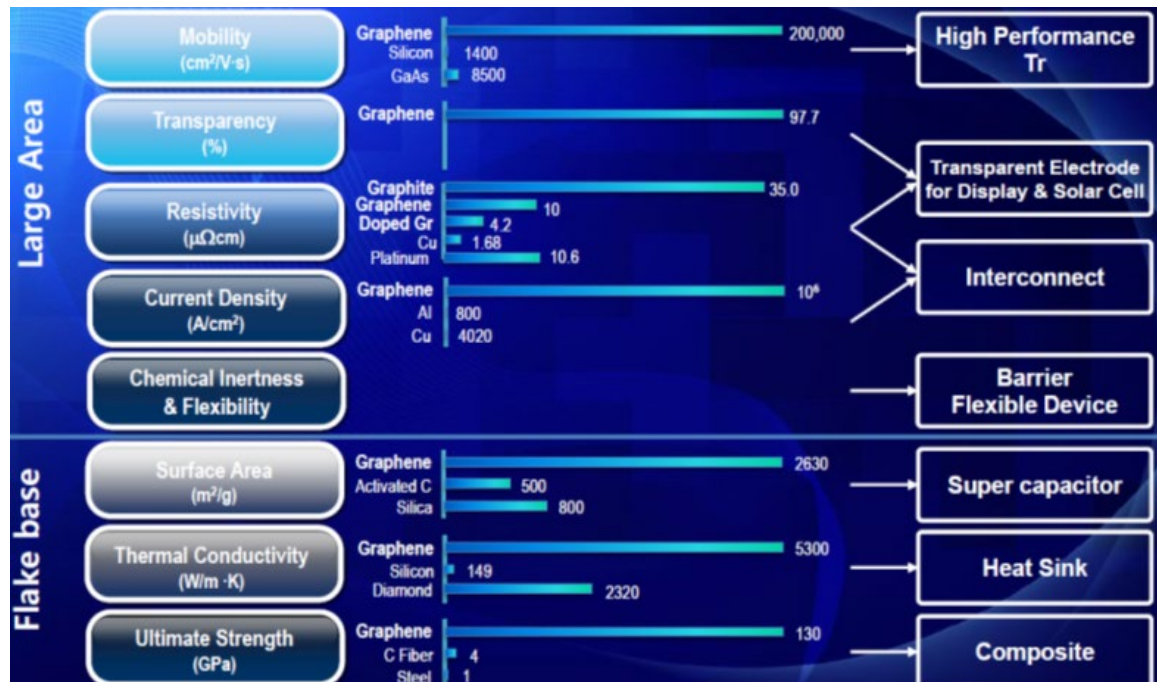 Large Area
Mobility
(cm²/V·s)
Graphene 200,000
Silicon 1400
GaAs 8500
High Performance
Tr
Transparency
(%)
Graphene 97.7
Transparent Electrode
for Display & Solar Cell
Resistivity
(μΩcm)
Graphite 35.0
Graphene 10
Doped Gr 4.2
Cu 1.68
Platinum 10.6
Interconnect
Current Density
(A/cm²)
Graphene 10⁶
Al 800
Cu 4020
Chemical Inertness
& Flexibility
Barrier
Flexible Device
Flake base
Surface Area
(m²/g)
Graphene 2630
Activated C 500
Silica 800
Super capacitor
Thermal Conductivity
(W/m ·K)
Graphene 5300
Silicon 149
Diamond 2320
Heat Sink
Ultimate Strength
(GPa)
Graphene 130
C Fiber 4
Steel 1
Composite